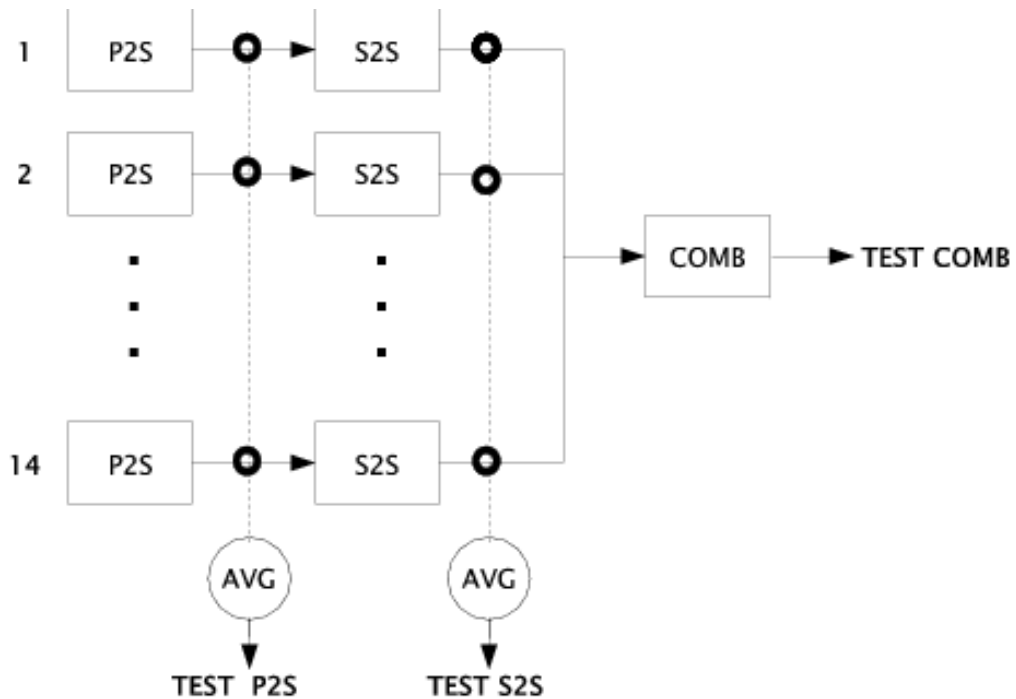 1 P2S S2S
2 P2S S2S
COMB TEST COMB
14 P2S S2S
AVG AVG
TEST P2S TEST S2S